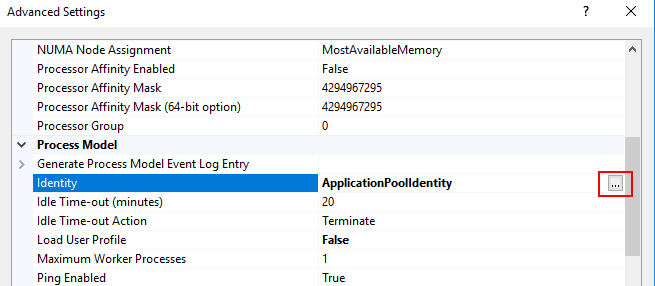 Advanced Settings ? ×
NUMA Node Assignment MostAvailableMemory
Processor Affinity Enabled False
Processor Affinity Mask 4294967295
Processor Affinity Mask (64-bit option) 4294967295
Processor Group 0
Process Model
Generate Process Model Event Log Entry
Identity ApplicationPoolIdentity ...
Idle Time-out (minutes) 20
Idle Time-out Action Terminate
Load User Profile False
Maximum Worker Processes 1
Ping Enabled True